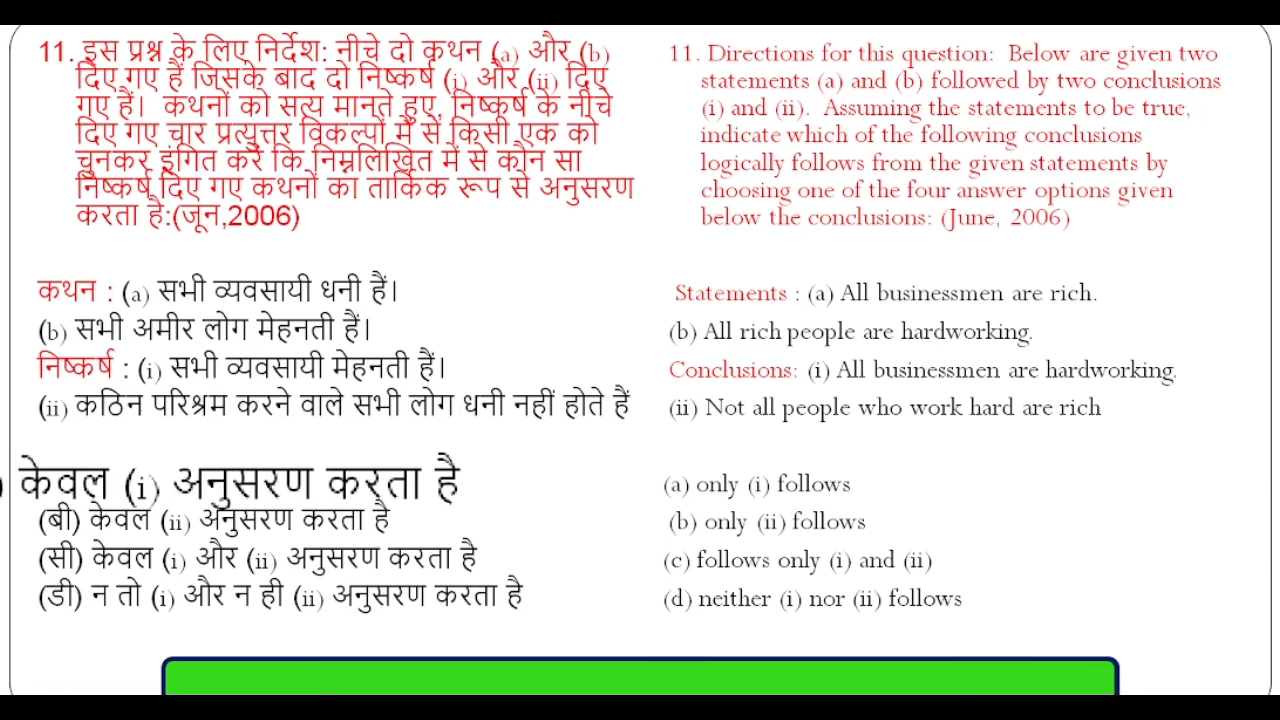 11. इस प्रश्न के लिए निर्देश: नीचे दो कथन (a) और (b)
दिए गए हैं जिसके बाद दो निष्कर्ष (i) और (ii) दिए
गए हैं। कथनों को सत्य मानते हुए, निष्कर्ष के नीचे
दिए गए चार प्रत्युत्तर विकल्पों में से किसी एक को
चुनकर इंगित करें कि निम्नलिखित में से कौन सा
निष्कर्ष दिए गए कथनों का तार्किक रूप से अनुसरण
करता है:(जून,2006)
कथन : (a) सभी व्यवसायी धनी हैं।
(b) सभी अमीर लोग मेहनती हैं।
निष्कर्ष : (i) सभी व्यवसायी मेहनती हैं।
(ii) कठिन परिश्रम करने वाले सभी लोग धनी नहीं होते हैं
) केवल (i) अनुसरण करता है
(बी) केवल (ii) अनुसरण करता है
(सी) केवल (i) और (ii) अनुसरण करता है
(डी) न तो (i) और न ही (ii) अनुसरण करता है
11. Directions for this question: Below are given two
statements (a) and (b) followed by two conclusions
(i) and (ii). Assuming the statements to be true,
indicate which of the following conclusions
logically follows from the given statements by
choosing one of the four answer options given
below the conclusions: (June, 2006)
Statements : (a) All businessmen are rich.
(b) All rich people are hardworking.
Conclusions: (i) All businessmen are hardworking.
(ii) Not all people who work hard are rich
(a) only (i) follows
(b) only (ii) follows
(c) follows only (i) and (ii)
(d) neither (i) nor (ii) follows